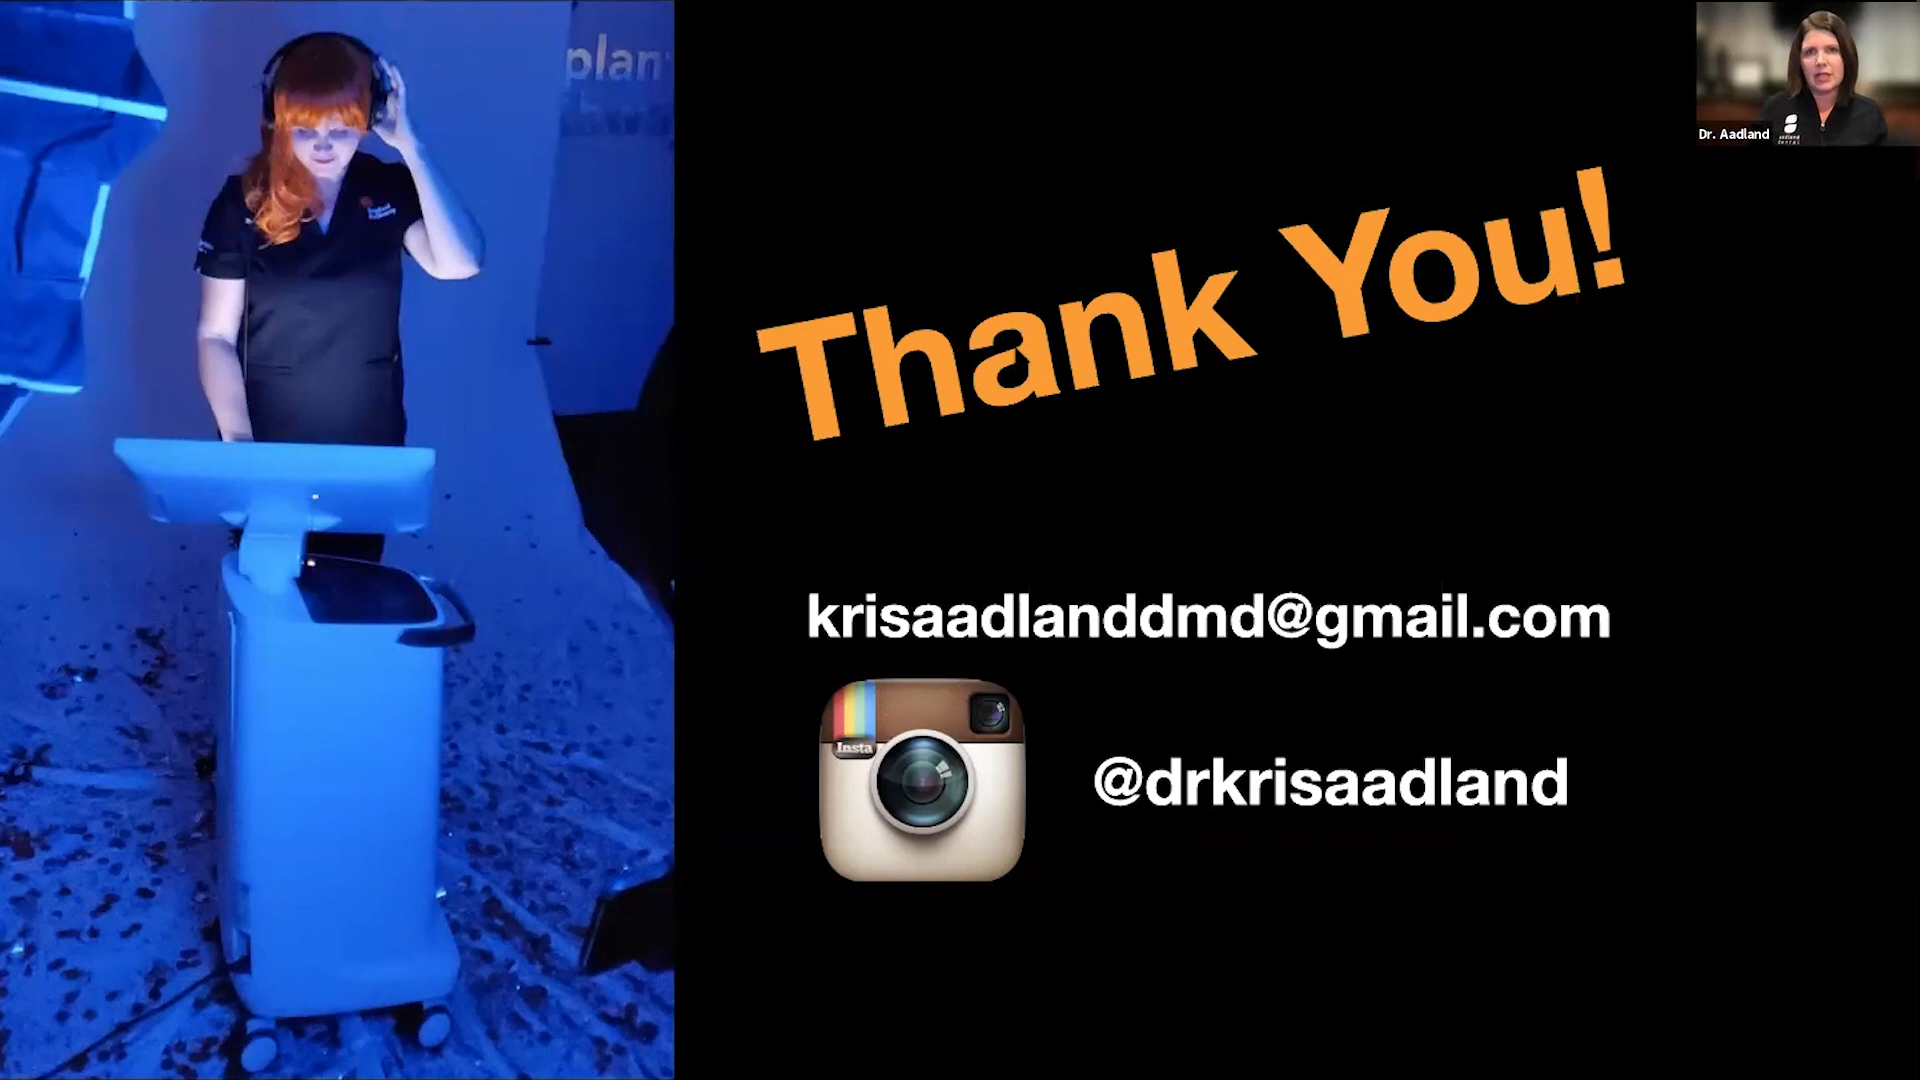 plan
Dr. Aadland
Thank You!
krisaadlanddmd@gmail.com
Insta
@drkrisaadland